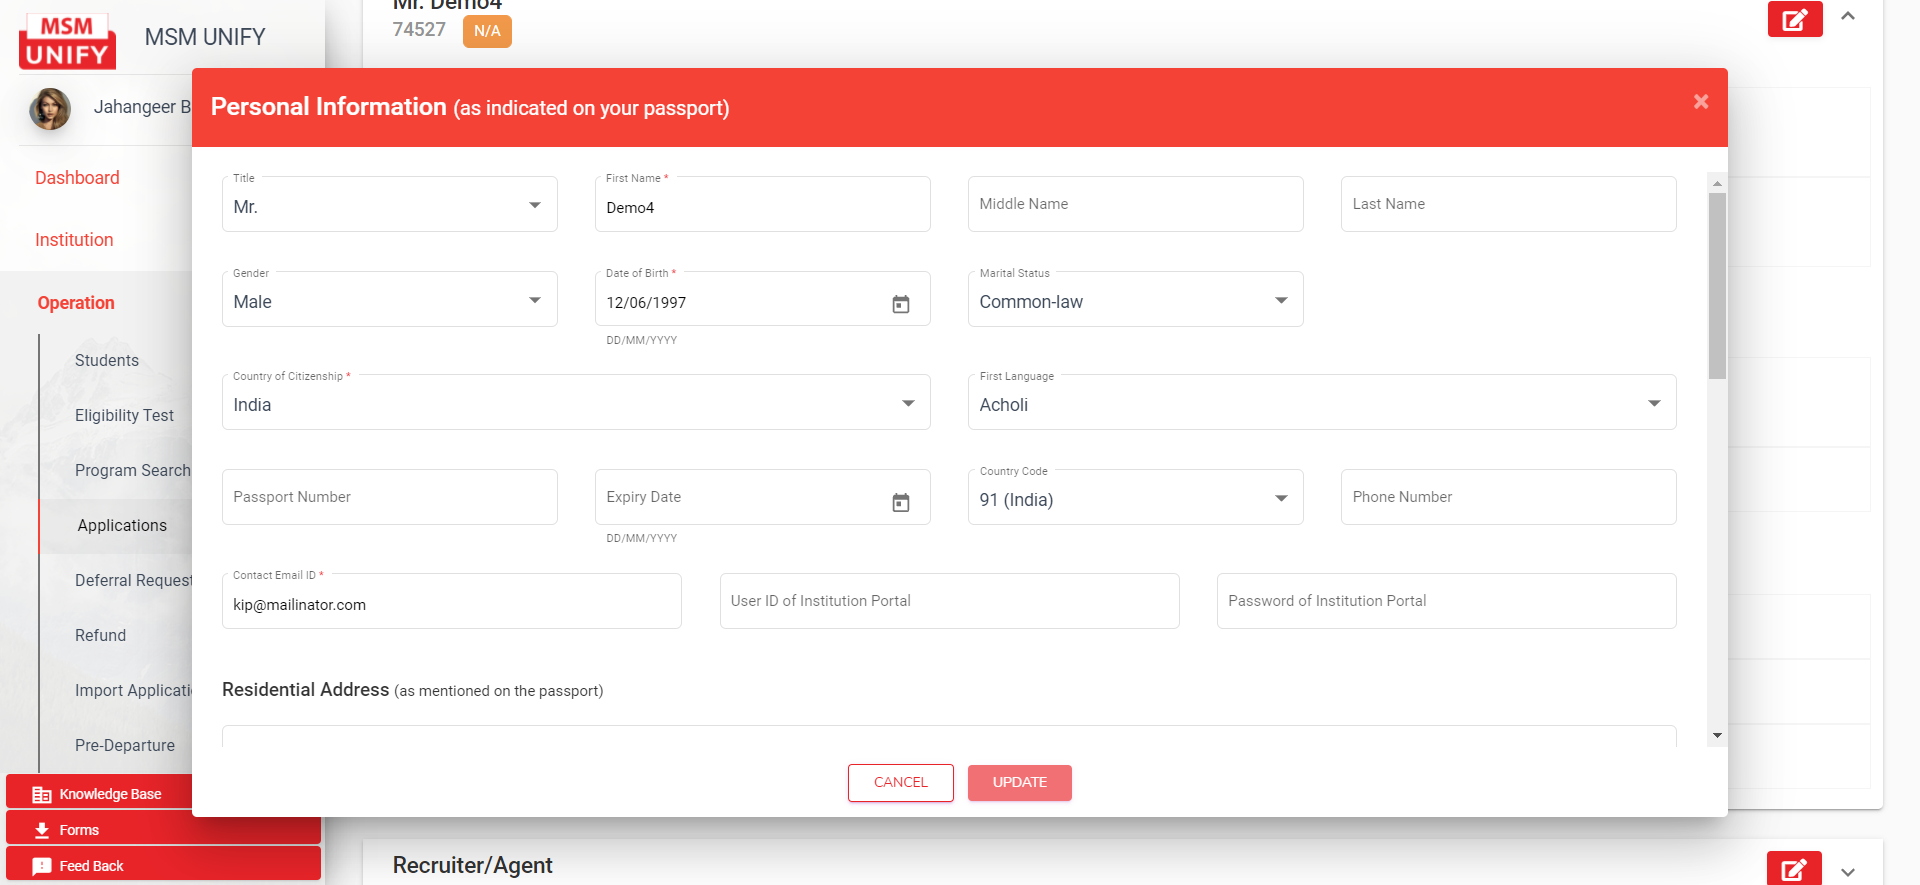 MSM
UNIFY
MSM UNIFY
Jahangeer B
Dashboard
Institution
Operation
Students
Eligibility Test
Program Search
Applications
Deferral Request
Refund
Import Applicati
Pre-Departure
Knowledge Base
Forms
Feed Back
Mr. Demo4
74527 N/A
Personal Information (as indicated on your passport)
Title
Mr.
First Name *
Demo4
Middle Name
Last Name
Gender
Male
Date of Birth *
12/06/1997
DD/MM/YYYY
Marital Status
Common-law
Country of Citizenship *
India
First Language
Acholi
Passport Number
Expiry Date
DD/MM/YYYY
Country Code
91 (India)
Phone Number
Contact Email ID *
kip@mailinator.com
User ID of Institution Portal
Password of Institution Portal
Residential Address (as mentioned on the passport)
CANCEL
UPDATE
Recruiter/Agent